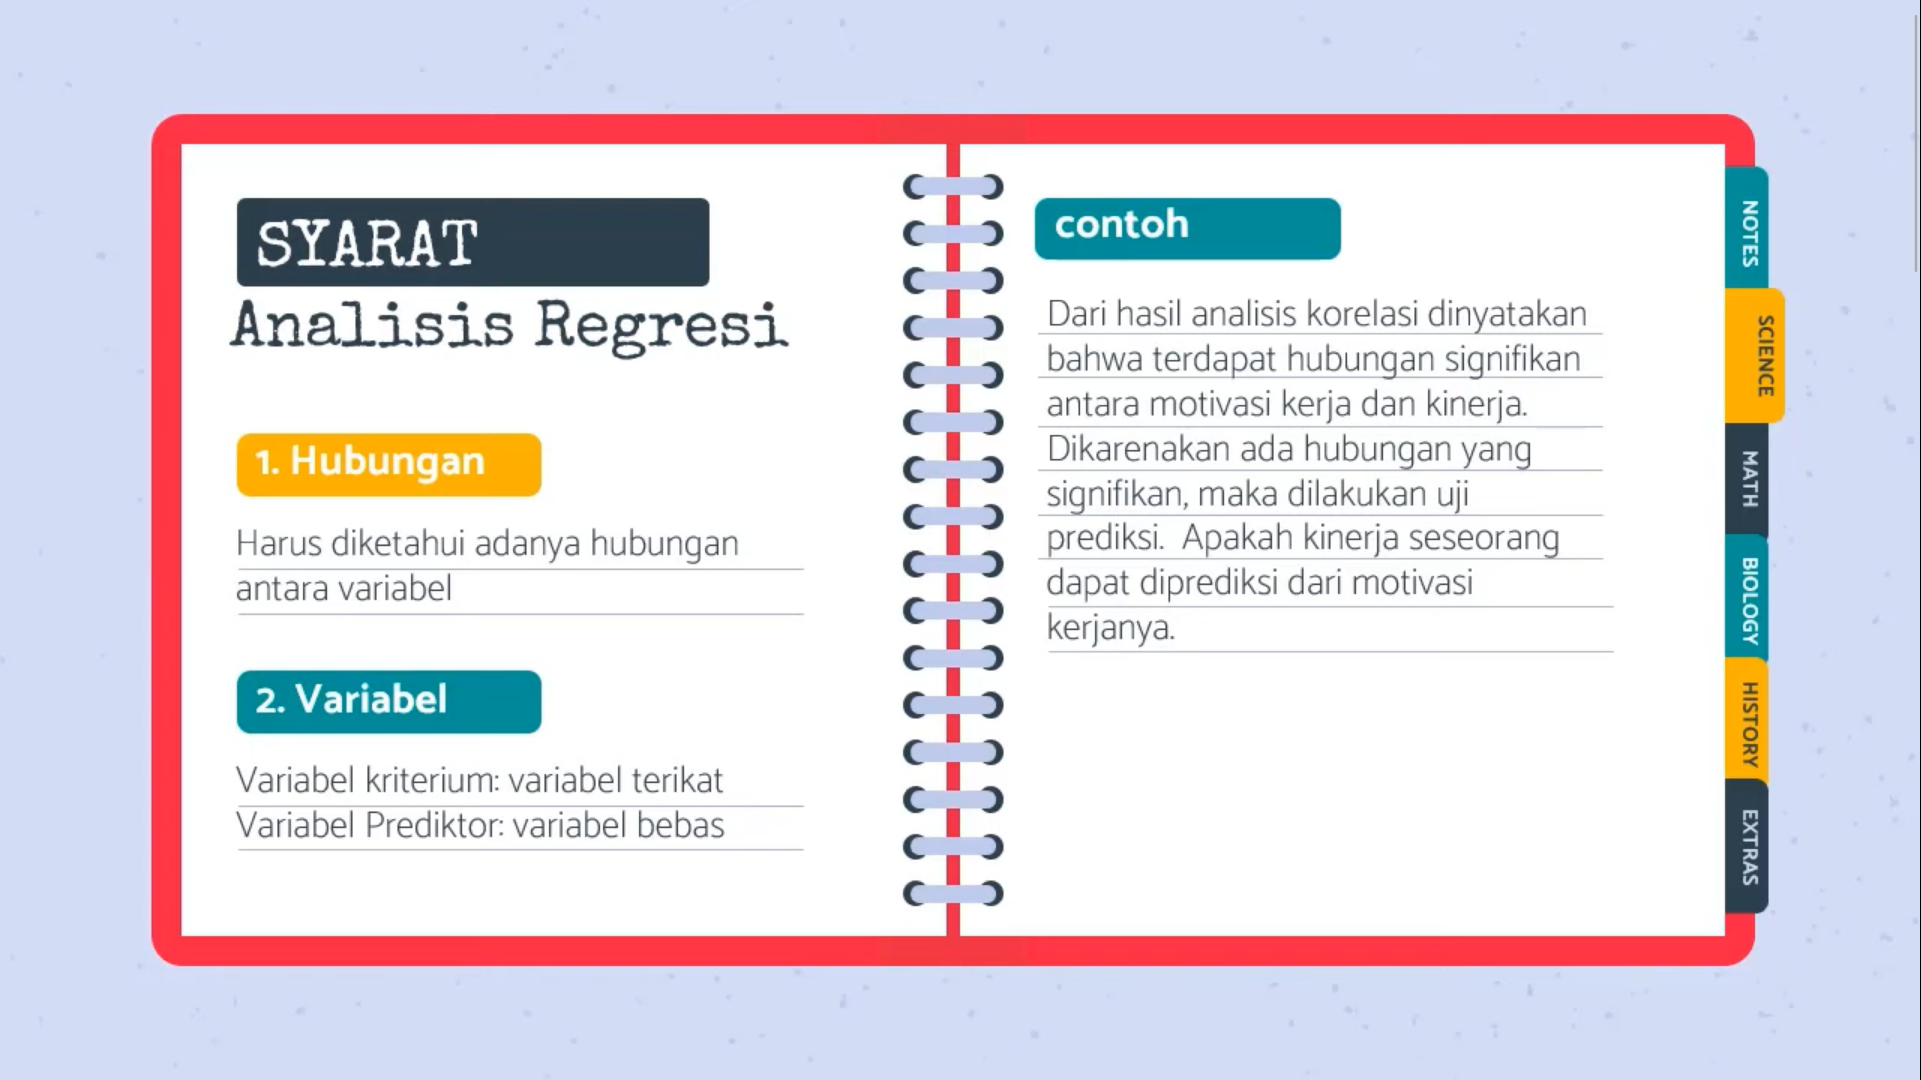 SYARAT
Analisis Regresi
1. Hubungan
Harus diketahui adanya hubungan
antara variabel
2. Variabel
Variabel kriterium: variabel terikat
Variabel Prediktor: variabel bebas
contoh
Dari hasil analisis korelasi dinyatakan
bahwa terdapat hubungan signifikan
antara motivasi kerja dan kinerja.
Dikarenakan ada hubungan yang
signifikan, maka dilakukan uji
prediksi.  Apakah kinerja seseorang
dapat diprediksi dari motivasi
kerjanya.
NOTES
SCIENCE
MATH
BIOLOGY
HISTORY
EXTRAS